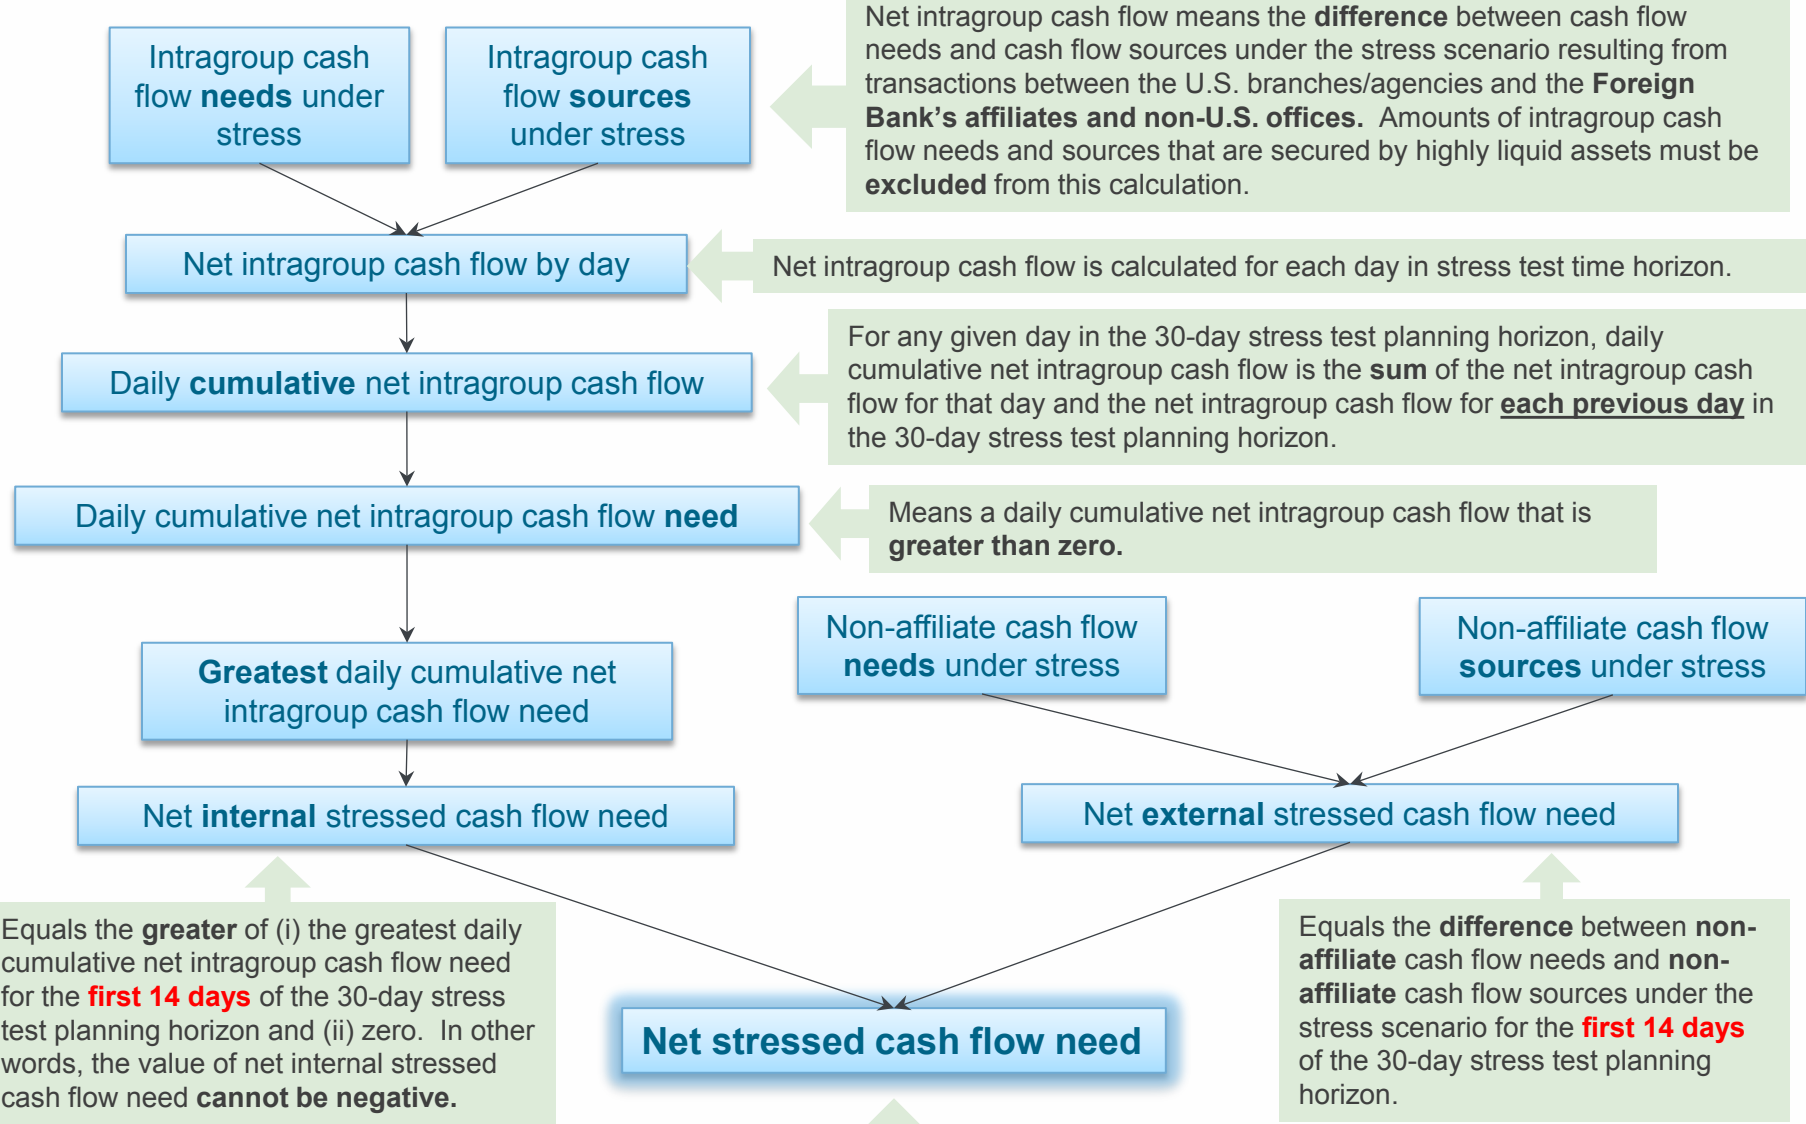 Intragroup cash
flow needs under
stress
Intragroup cash
flow sources
under stress
Net intragroup cash flow means the difference between cash flow
needs and cash flow sources under the stress scenario resulting from
transactions between the U.S. branches/agencies and the Foreign
Bank's affiliates and non-U.S. offices. Amounts of intragroup cash
flow needs and sources that are secured by highly liquid assets must be
excluded from this calculation.
Net intragroup cash flow by day
Net intragroup cash flow is calculated for each day in stress test time horizon.
Daily cumulative net intragroup cash flow
For any given day in the 30-day stress test planning horizon, daily
cumulative net intragroup cash flow is the sum of the net intragroup cash
flow for that day and the net intragroup cash flow for each previous day in
the 30-day stress test planning horizon.
Daily cumulative net intragroup cash flow need
Means a daily cumulative net intragroup cash flow that is
greater than zero.
Greatest daily cumulative net
intragroup cash flow need
Non-affiliate cash flow
needs under stress
Non-affiliate cash flow
sources under stress
Net internal stressed cash flow need
Net external stressed cash flow need
Equals the greater of (i) the greatest daily
cumulative net intragroup cash flow need
for the first 14 days of the 30-day stress
test planning horizon and (ii) zero. In other
words, the value of net internal stressed
cash flow need cannot be negative.
Net stressed cash flow need
Equals the difference between non-
affiliate cash flow needs and non-
affiliate cash flow sources under the
stress scenario for the first 14 days
of the 30-day stress test planning
horizon.